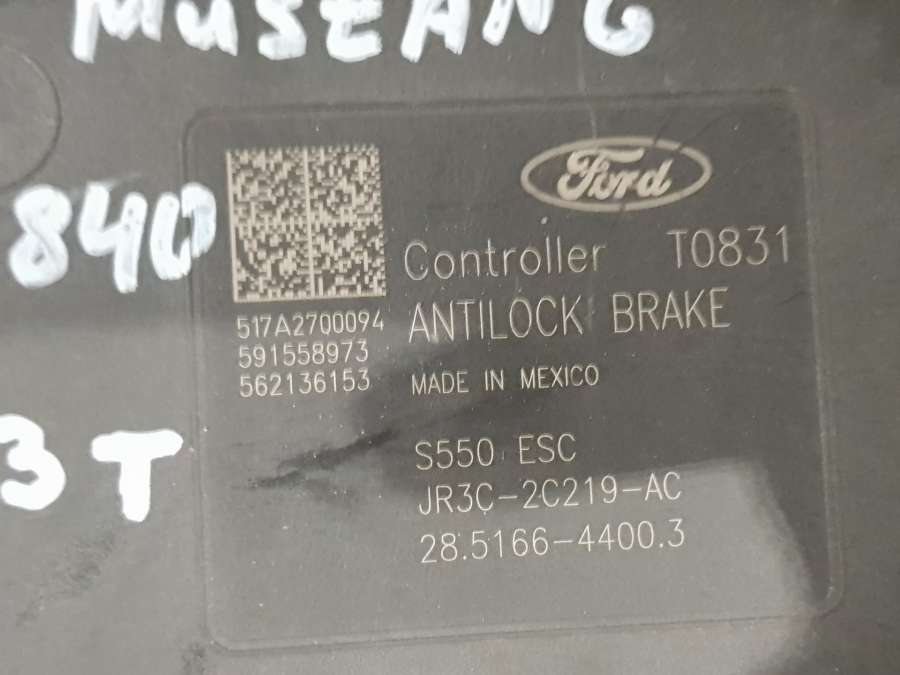 MUSEANG
840
3T
Ford
Controller T0831
ANTILOCK BRAKE
MADE IN MEXICO
517A2700094
591558973
562136153
S550 ESC
JR3C-2C219-AC
28.5166-4400.3